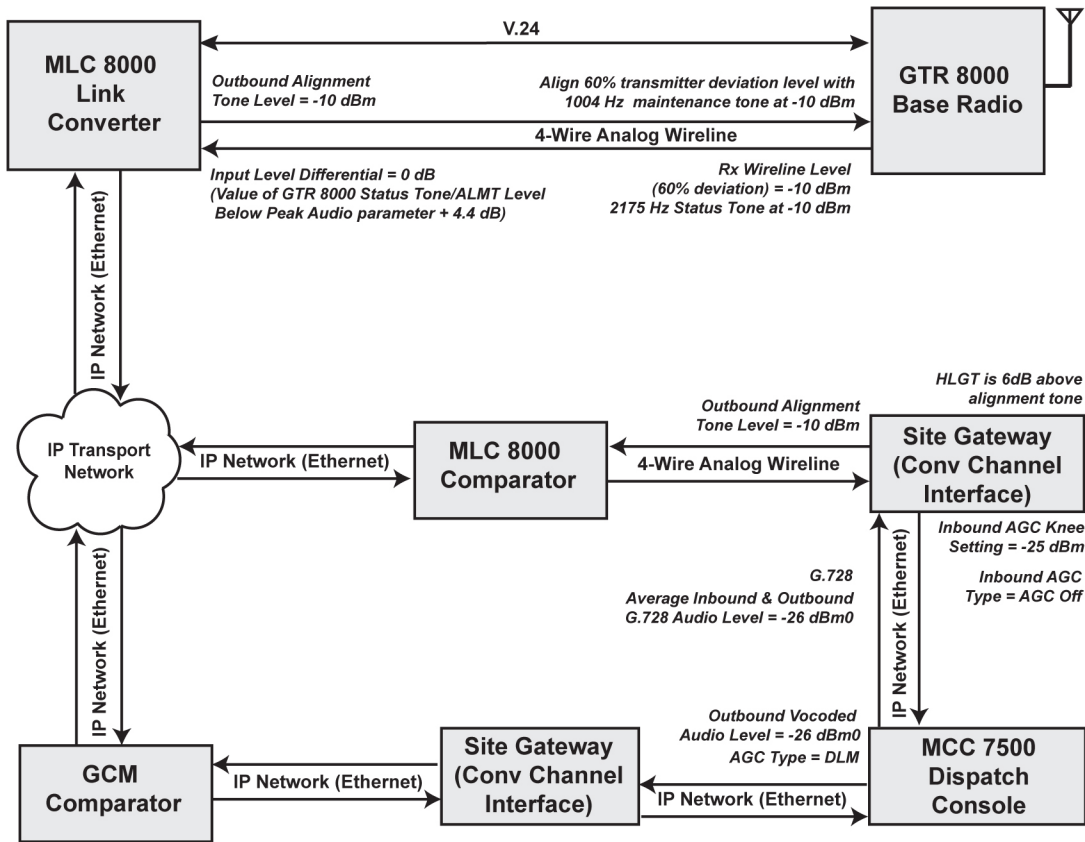 V.24
MLC 8000
Link
Converter
Outbound Alignment
Tone Level = -10 dBm
Align 60% transmitter deviation level with
1004 Hz maintenance tone at -10 dBm
GTR 8000
Base Radio
4-Wire Analog Wireline
Input Level Differential = 0 dB
(Value of GTR 8000 Status Tone/ALMT Level
Below Peak Audio parameter + 4.4 dB)
Rx Wireline Level
(60% deviation) = -10 dBm
2175 Hz Status Tone at -10 dBm
IP Network (Ethernet)
IP Transport
Network
IP Network (Ethernet)
MLC 8000
Comparator
Outbound Alignment
Tone Level = -10 dBm
4-Wire Analog Wireline
HLGT is 6dB above
alignment tone
Site Gateway
(Conv Channel
Interface)
Inbound AGC Knee
Setting = -25 dBm
Inbound AGC
Type = AGC Off
G.728
Average Inbound & Outbound
G.728 Audio Level = -26 dBm0
IP Network (Ethernet)
IP Network (Ethernet)
GCM
Comparator
IP Network (Ethernet)
Site Gateway
(Conv Channel
Interface)
Outbound Vocoded
Audio Level = -26 dBm0
AGC Type = DLM
IP Network (Ethernet)
MCC 7500
Dispatch
Console